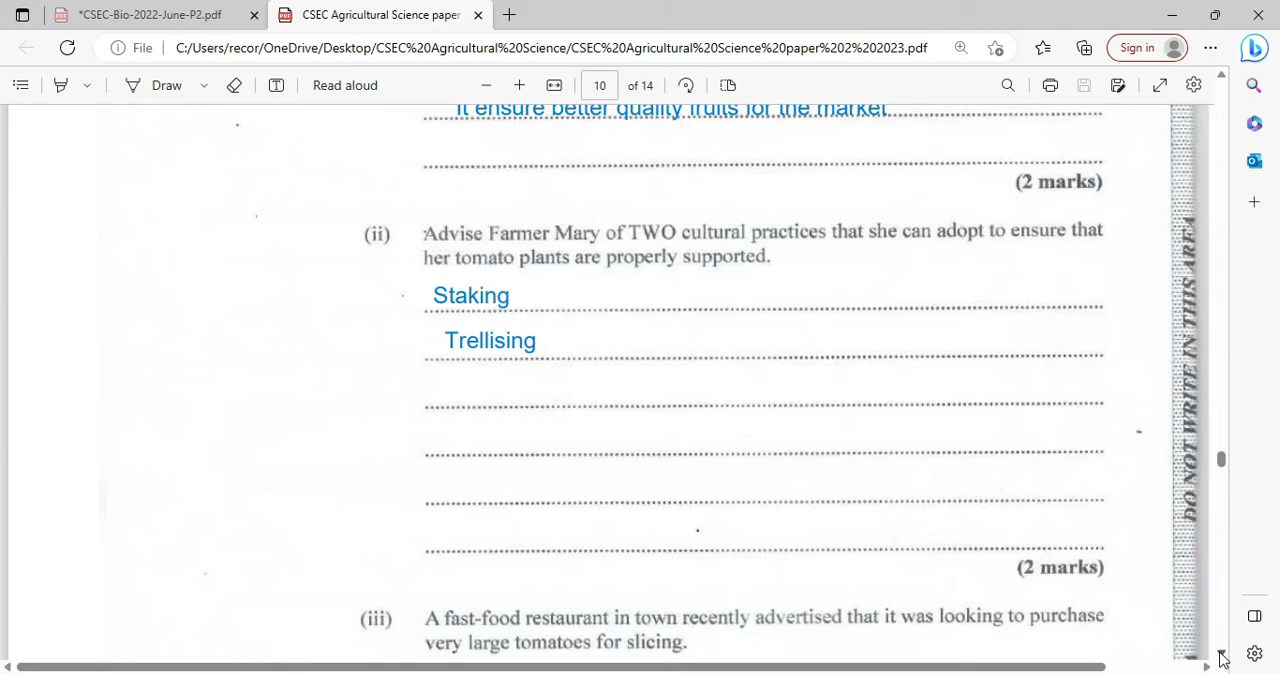 *CSEC-Bio-2022-June-P2.pdf
CSEC Agricultural Science paper
File
C:/Users/recor/OneDrive/Desktop/CSEC%20Agricultural%20Science/CSEC%20Agricultural%20science%20paper%202%202023.pdf
Sign in
Draw
Read aloud
10
of 14
It ensure better quality fruits for the market
(2 marks)
(ii) Advise Farmer Mary of TWO cultural practices that she can adopt to ensure that
her tomato plants are properly supported.
Staking
Trellising
(2 marks)
(iii) A fast-food restaurant in town recently advertised that it was looking to purchase
very large tomatoes for slicing.
DO NOT WRITE IN THIS AREA